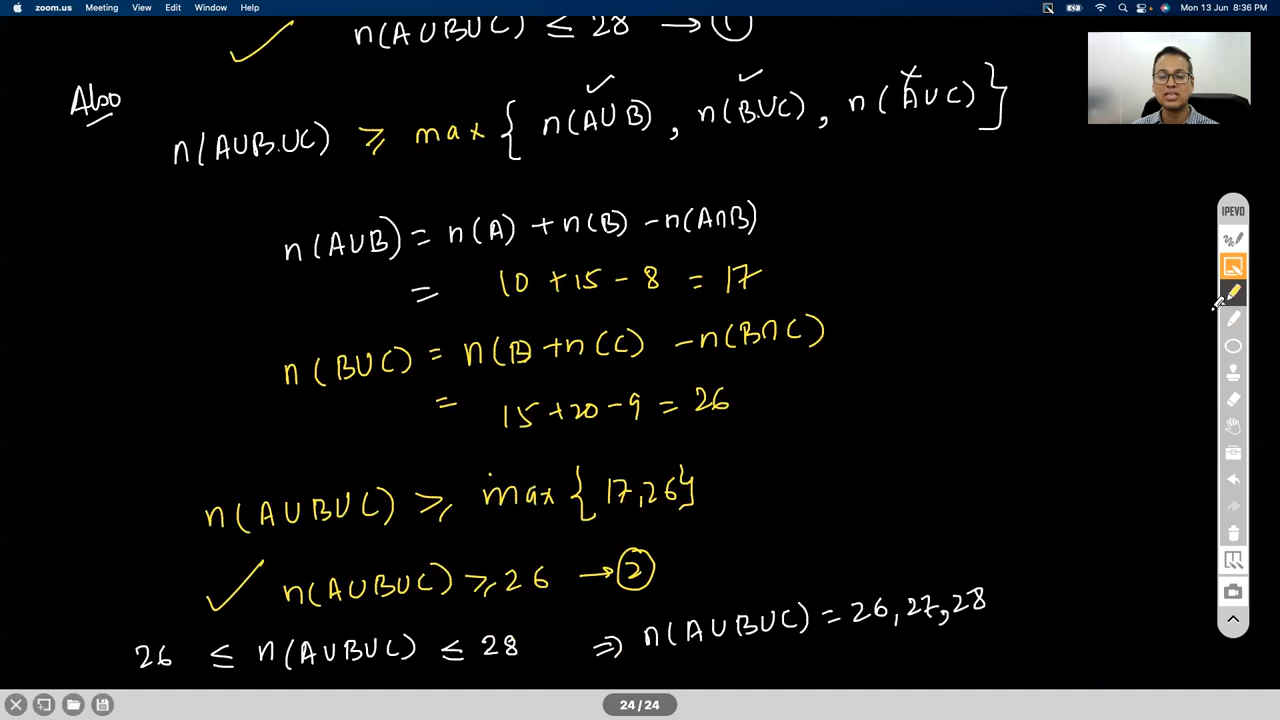 zoom.us Meeting View Edit Window Help Mon 13 Jun 8:36 PM
n(A∪B∪C) ≤ 28 → ①
Also
n(A∪B∪C) ≥ max { n(A∪B) , n(B∪C) , n(A∪C) }
n(A∪B) = n(A) + n(B) - n(A∩B)
= 10 + 15 - 8 = 17
n(B∪C) = n(B) + n(C) - n(B∩C)
= 15 + 20 - 9 = 26
n(A∪B∪C) ≥ max { 17, 26 }
n(A∪B∪C) ≥ 26 → ②
26 ≤ n(A∪B∪C) ≤ 28 ⇒ n(A∪B∪C) = 26, 27, 28
IPEVO
24/24